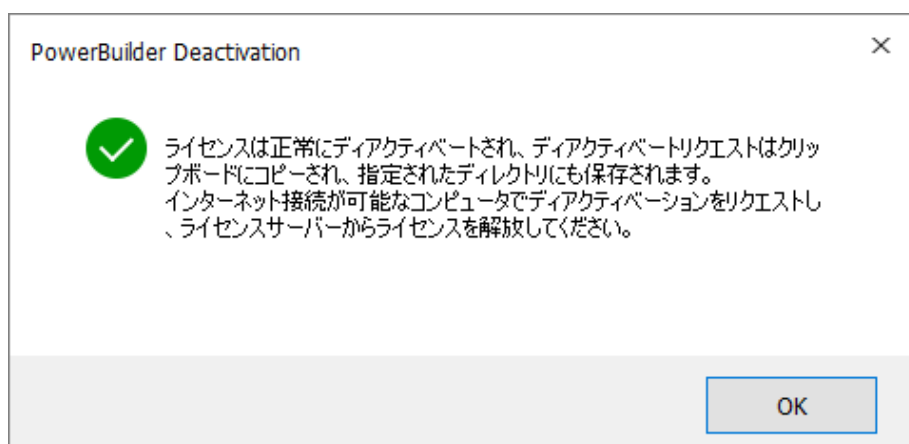 PowerBuilder Deactivation
ライセンスは正常にディアクティベートされ、ディアクティベートリクエストはクリッ
プボードにコピーされ、指定されたディレクトリにも保存されます。
インターネット接続が可能なコンピュータでディアクティベーションをリクエストし
、ライセンスサーバーからライセンスを解放してください。
OK